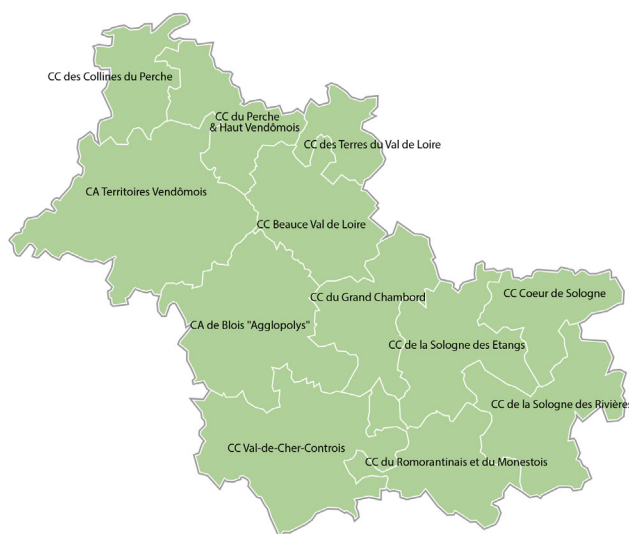 CC des Collines du Perche
CC du Perche
& Haut Vendômois
CC des Terres du Val de Loire
CA Territoires Vendômois
CC Beauce Val de Loire
CC du Grand Chambord
CC Coeur de Sologne
CA de Blois "Agglopolys"
CC de la Sologne des Etangs
CC de la Sologne des Rivières
CC Val-de-Cher-Controis
CC du Romorantinais et du Monestois